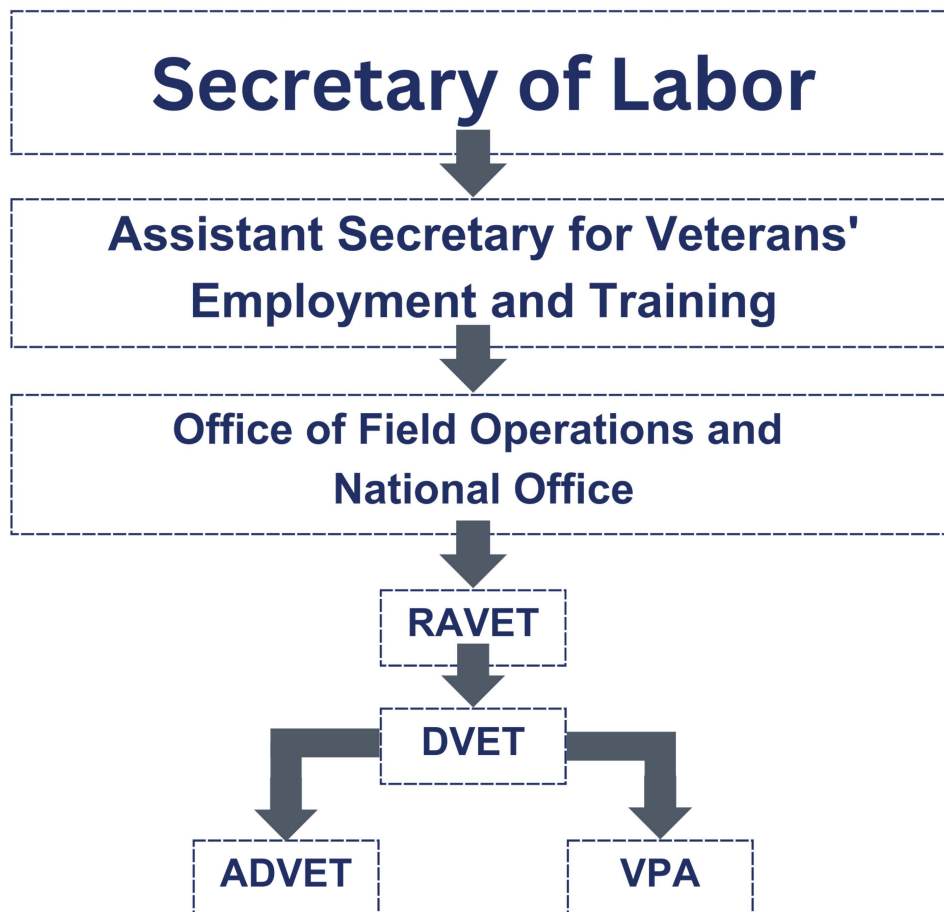 Secretary of Labor
Assistant Secretary for Veterans'
Employment and Training
Office of Field Operations and
National Office
RAVET
DVET
ADVET
VPA